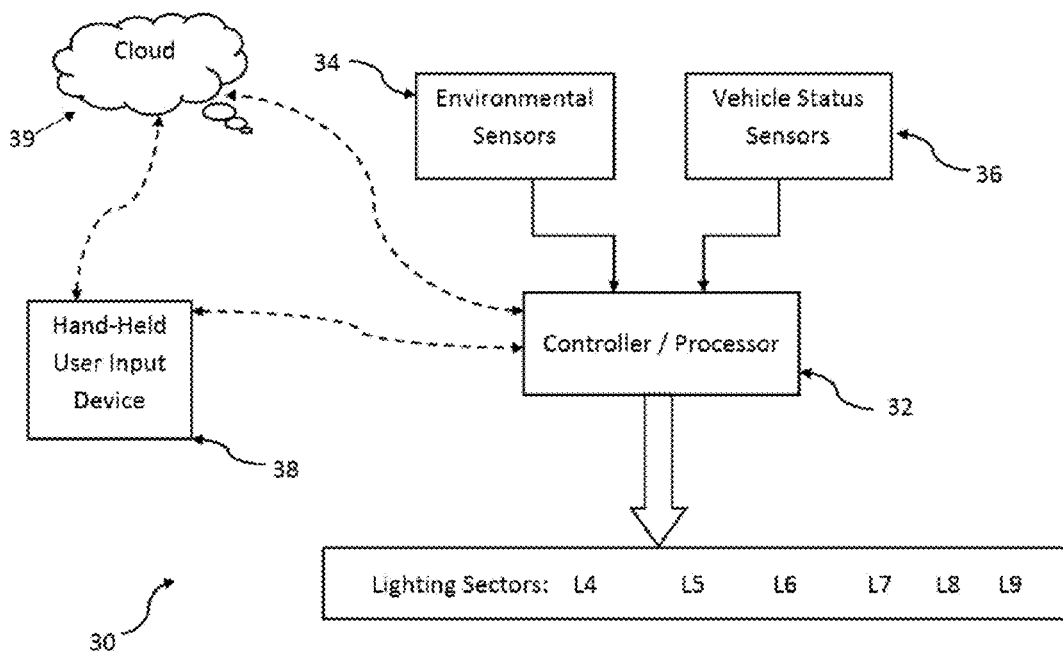 Cloud
39
34
Environmental
Sensors
Vehicle Status
Sensors
36
Hand-Held
User Input
Device
38
Controller / Processor
32
Lighting Sectors: L4 L5 L6 L7 L8 L9
30